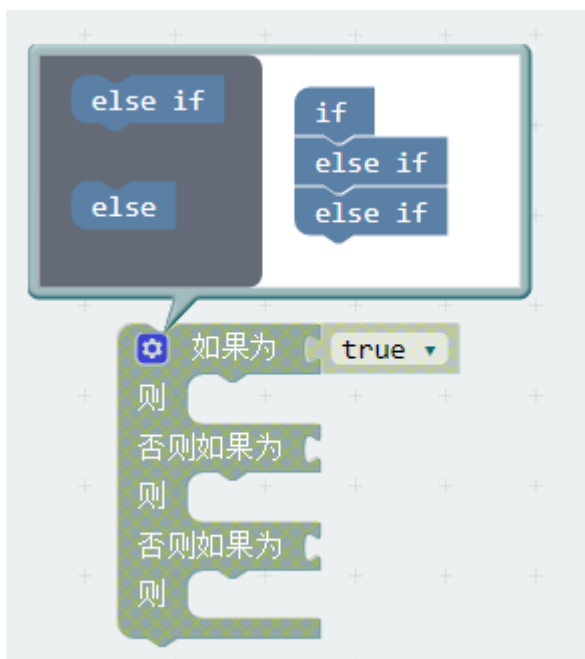 else if
else
if
else if
else if
如果为 true
则
否则如果为
则
否则如果为
则